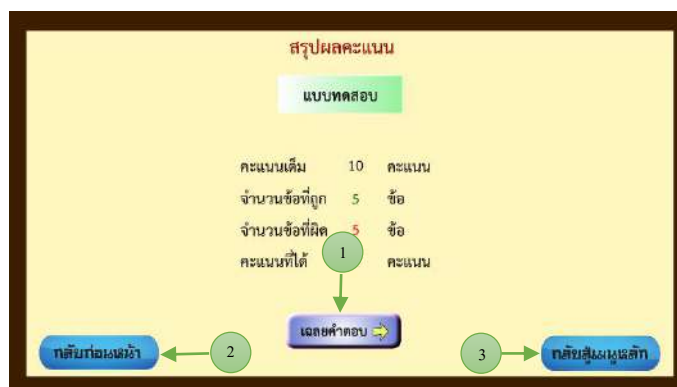 สรุปผลคะแนน
แบบทดสอบ
คะแนนเต็ม 10 คะแนน
จำนวนข้อที่ถูก 5 ข้อ
จำนวนข้อที่ผิด 5 ข้อ
คะแนนที่ได้ คะแนน
1
เฉลยคำตอบ
กลับก่อนหน้า
2
3
กลับสู่เมนูหลัก